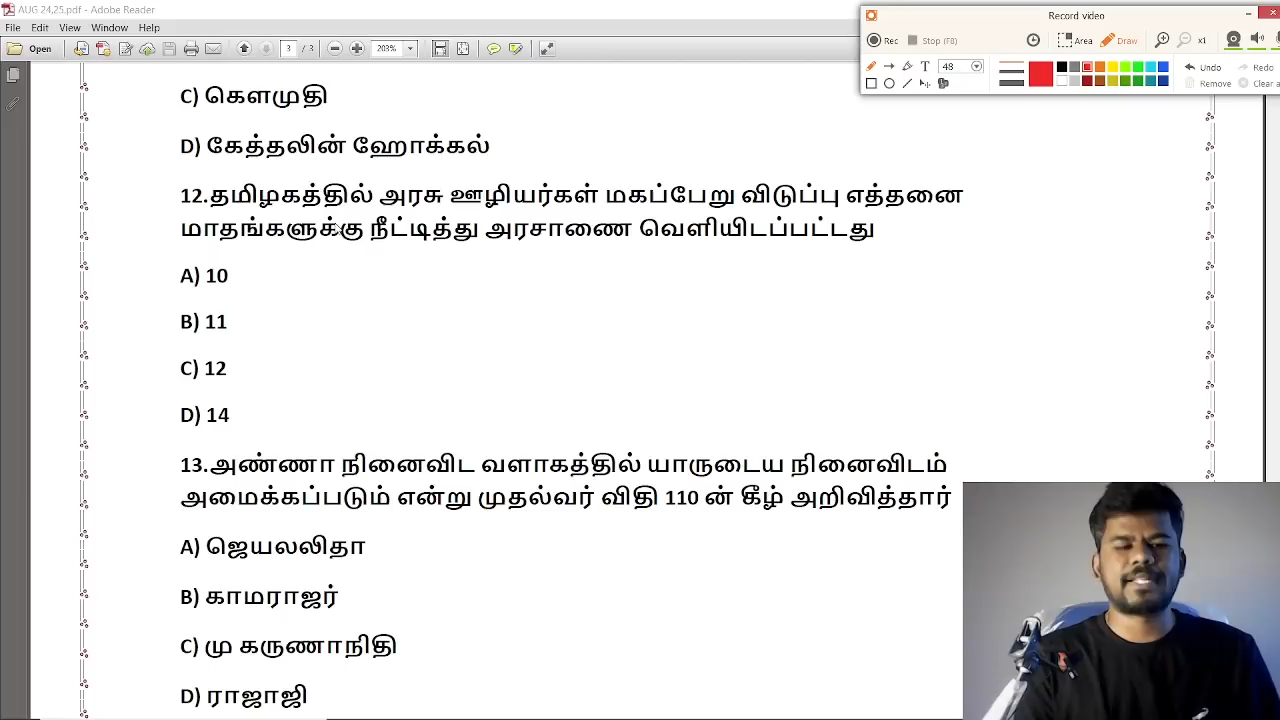 AUG 24,25.pdf - Adobe Reader
File Edit View Window Help
Open 3 / 3 203%
Record video
Rec Stop (F8) Area Draw x1
T 48 Undo Redo
Remove Clear a
C) கௌமுதி
D) கேத்தலின் ஹோக்கல்
12.தமிழகத்தில் அரசு ஊழியர்கள் மகப்பேறு விடுப்பு எத்தனை
மாதங்களுக்கு நீட்டித்து அரசாணை வெளியிடப்பட்டது
A) 10
B) 11
C) 12
D) 14
13.அண்ணா நினைவிட வளாகத்தில் யாருடைய நினைவிடம்
அமைக்கப்படும் என்று முதல்வர் விதி 110 ன் கீழ் அறிவித்தார்
A) ஜெயலலிதா
B) காமராஜர்
C) மு கருணாநிதி
D) ராஜாஜி